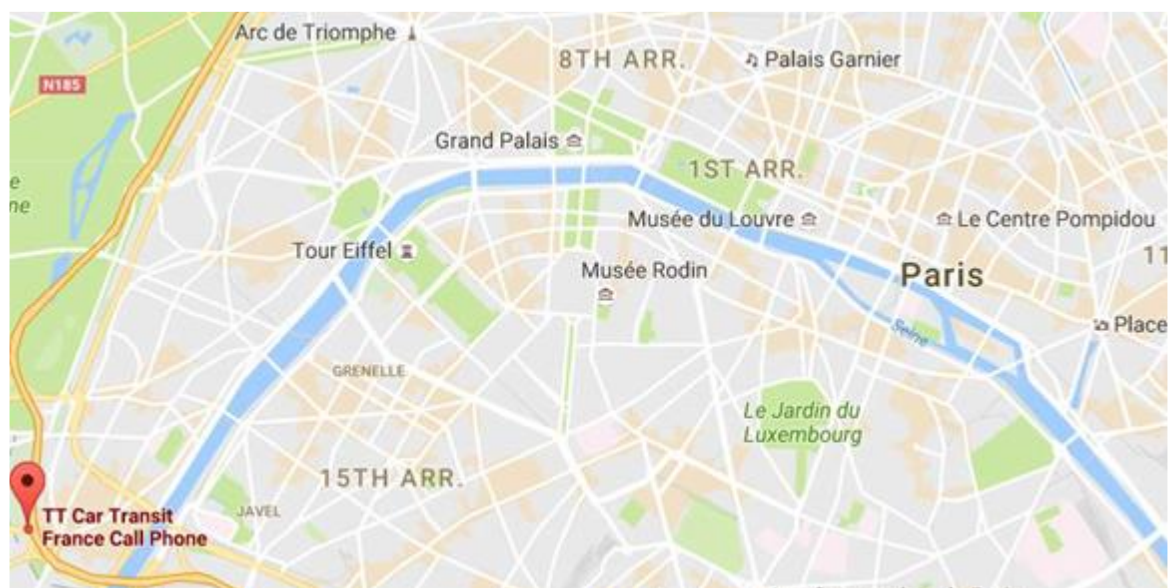 Arc de Triomphe
8TH ARR.
Palais Garnier
N185
Grand Palais
1ST ARR.
e
ne
Musée du Louvre
Le Centre Pompidou
Tour Eiffel
11
Musée Rodin
Paris
Seine
Place
GRENELLE
Le Jardin du
Luxembourg
15TH ARR.
JAVEL
TT Car Transit
France Call Phone